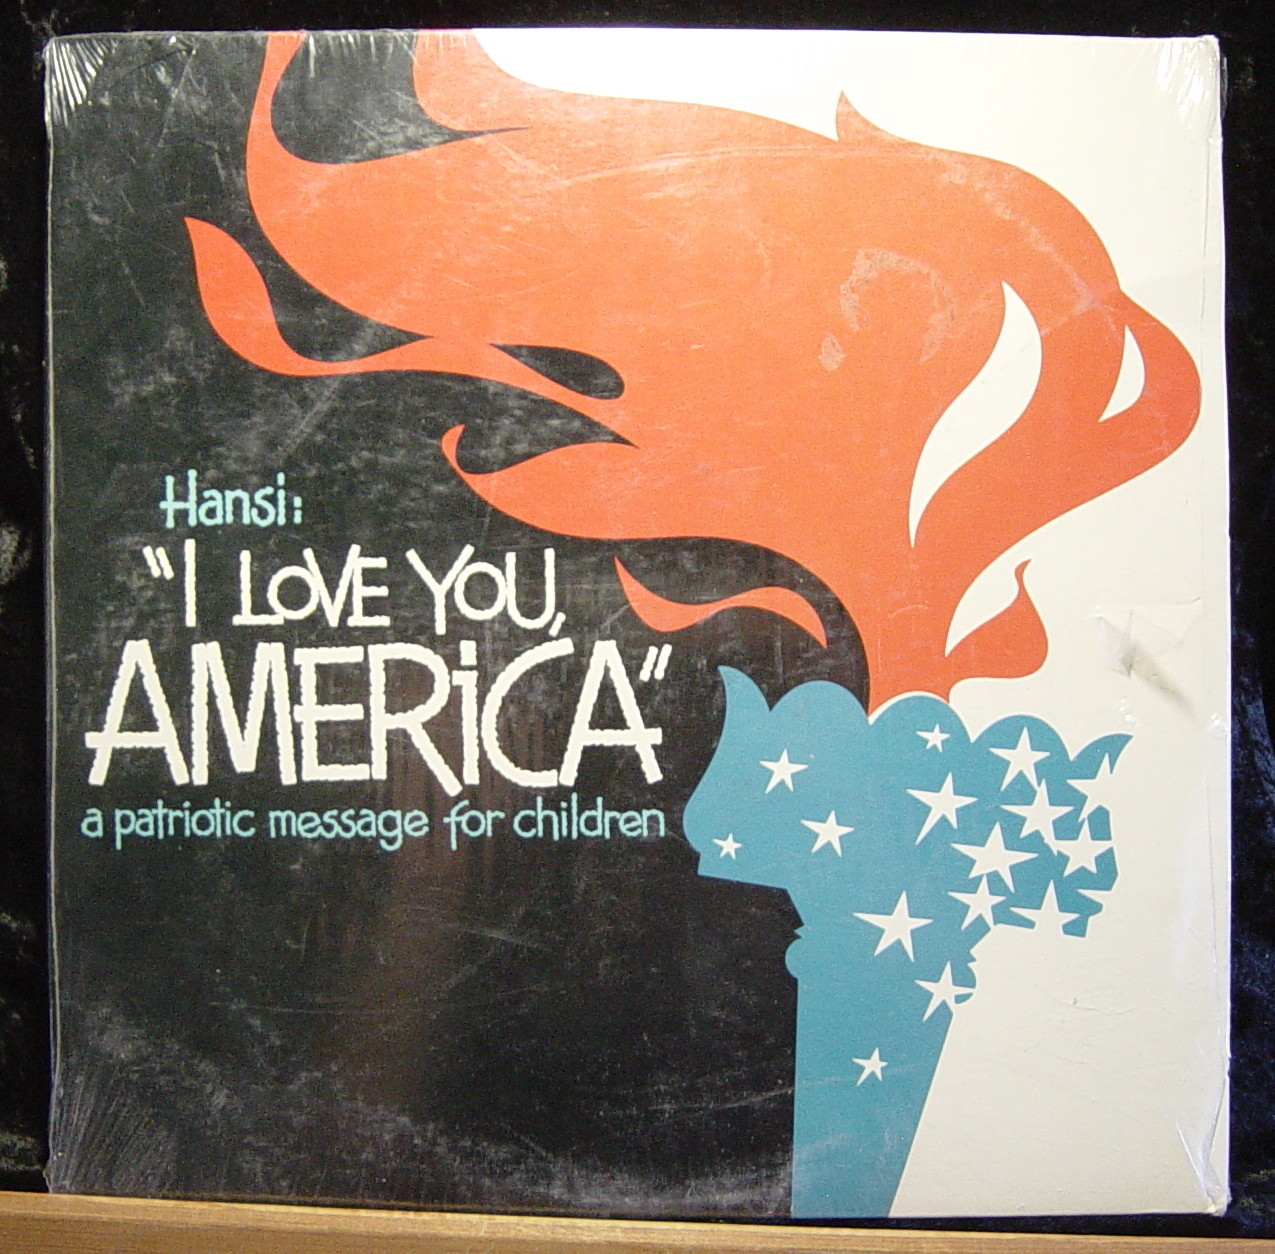 Hansi:
"I LOVE YOU,
AMERiCA"
a patriotic message for children